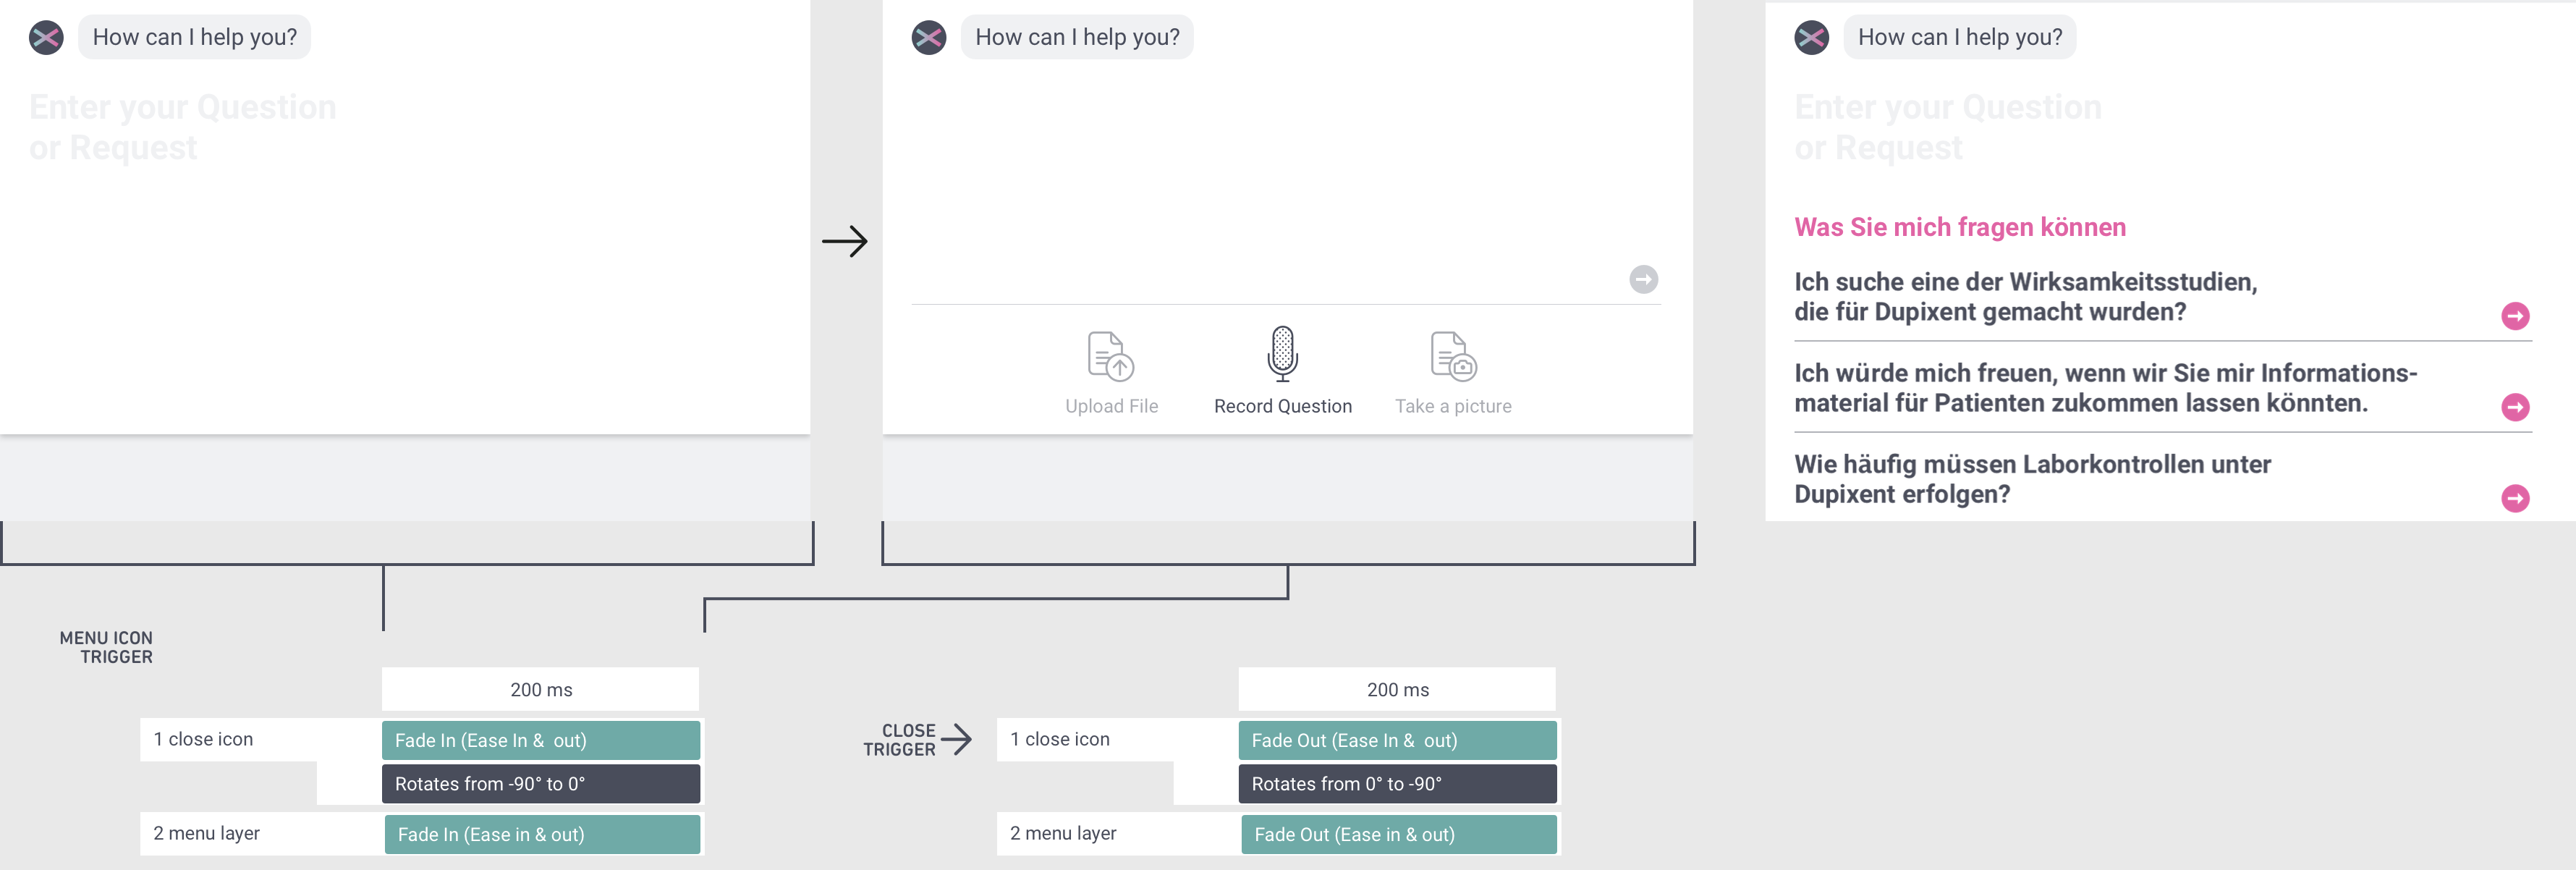 How can I help you?
Enter your Question
or Request
How can I help you?
Upload File
Record Question
Take a picture
How can I help you?
Enter your Question
or Request
Was Sie mich fragen können
Ich suche eine der Wirksamkeitsstudien,
die für Dupixent gemacht wurden?
Ich würde mich freuen, wenn wir Sie mir Informations-
material für Patienten zukommen lassen könnten.
Wie häufig müssen Laborkontrollen unter
Dupixent erfolgen?
MENU ICON
TRIGGER
200 ms
1 close icon
Fade In (Ease In & out)
Rotates from -90° to 0°
2 menu layer
Fade In (Ease in & out)
CLOSE
TRIGGER
200 ms
1 close icon
Fade Out (Ease In & out)
Rotates from 0° to -90°
2 menu layer
Fade Out (Ease in & out)